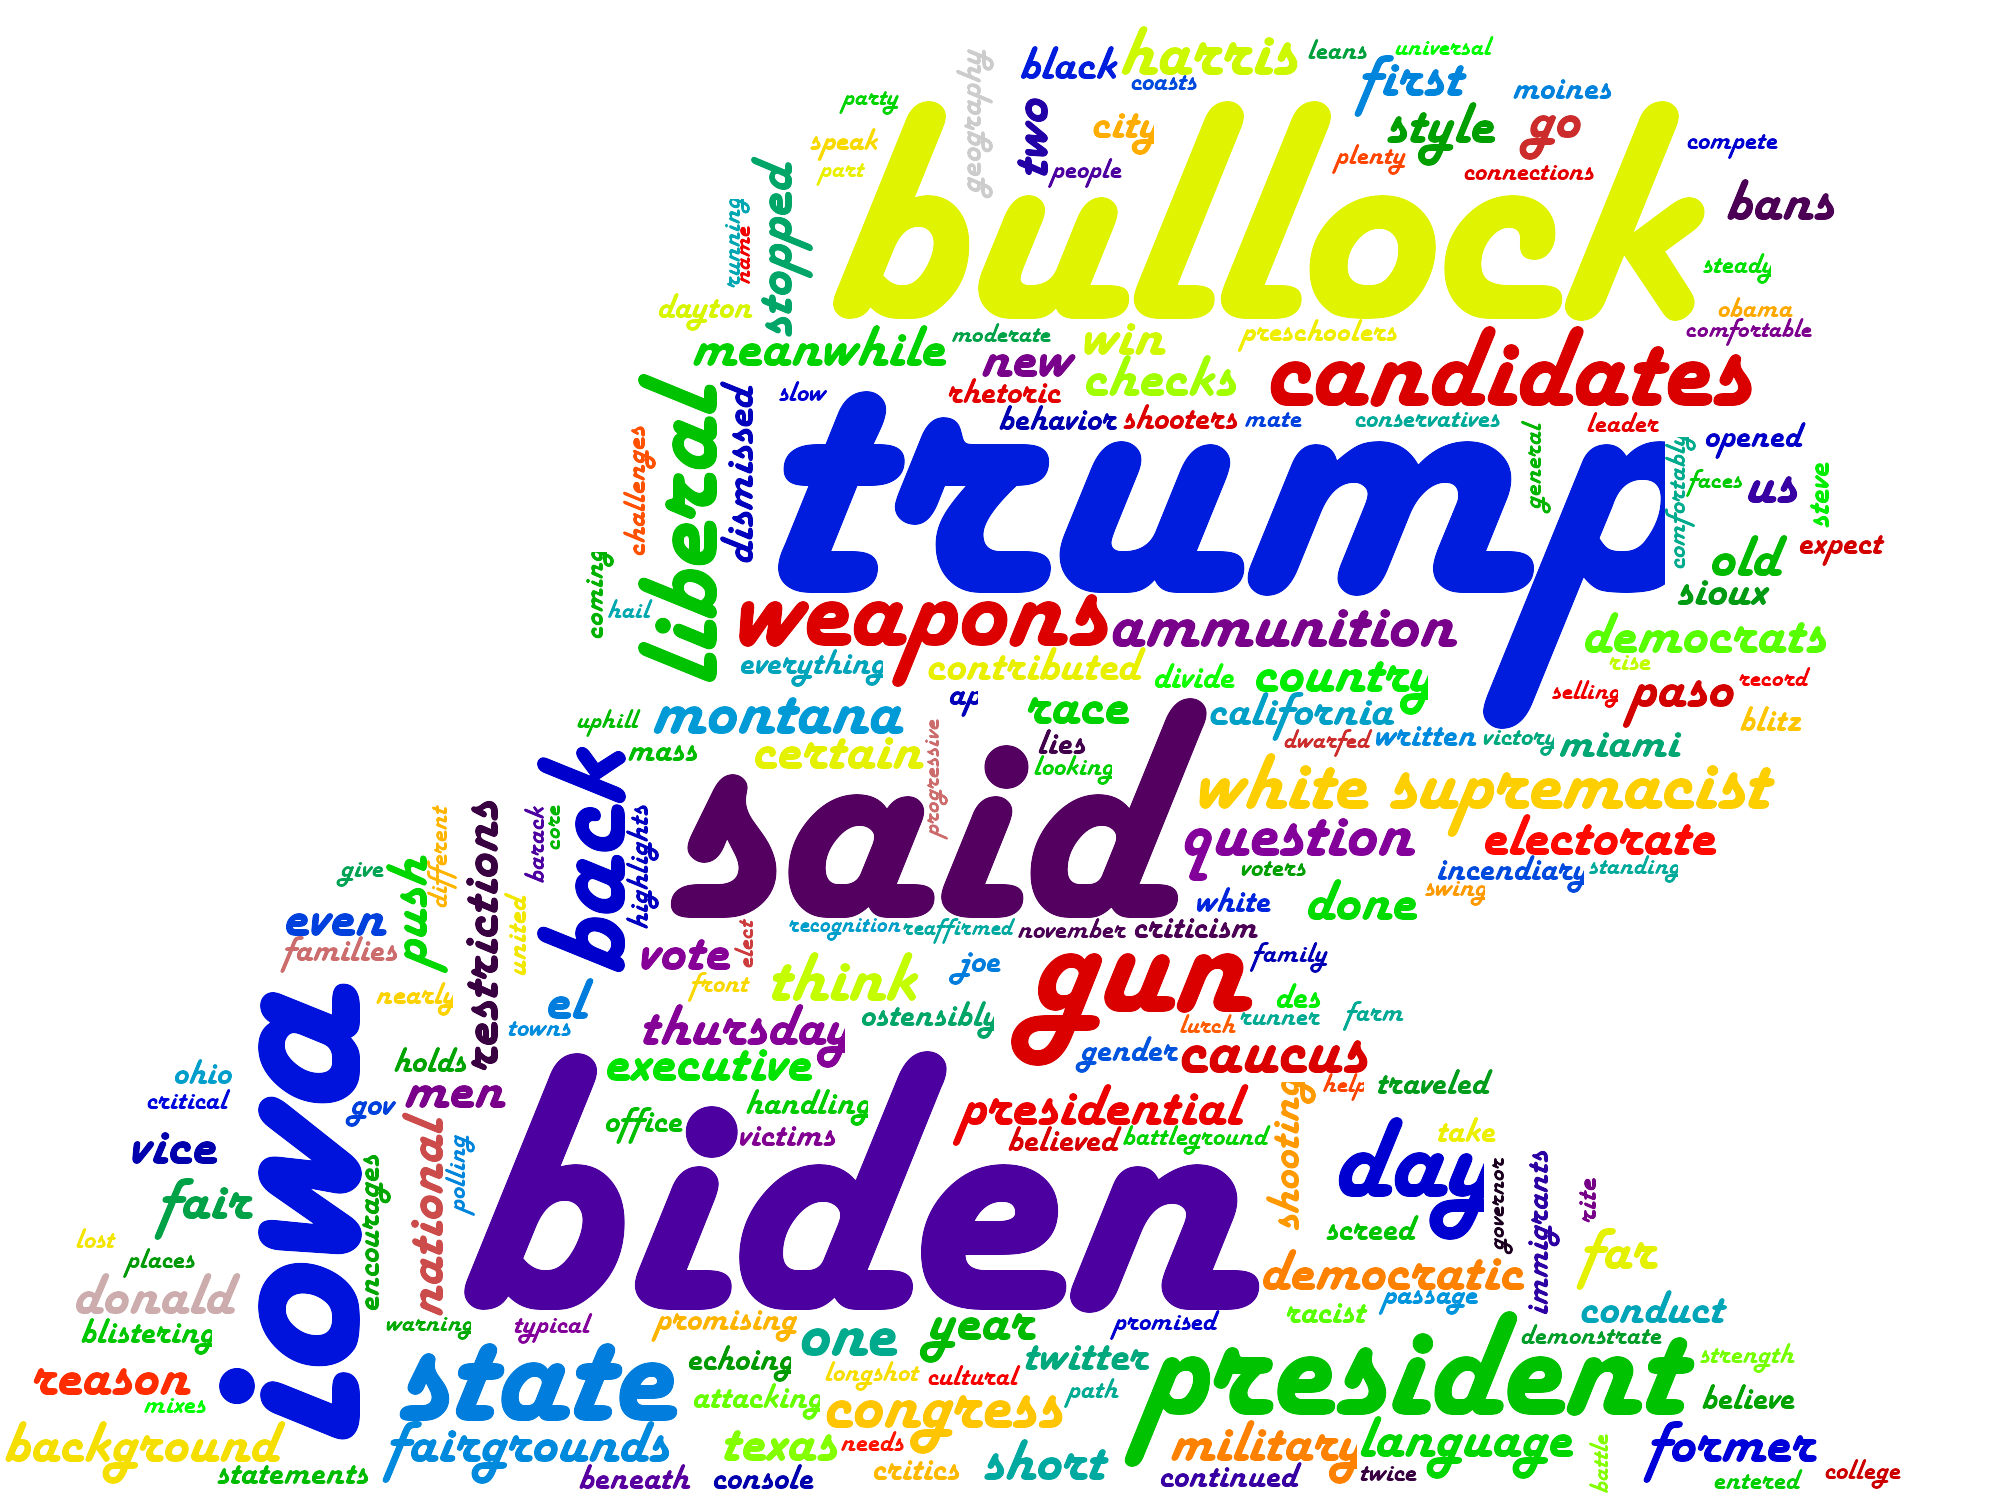 harris
leans
universal
black
coasts
first
geography
moines
party
two
city
style
go
speak
plenty
compete
part
people
connections
bullock
stopped
bans
running
name
steady
dayton
obama
comfortable
meanwhile
moderate
win
preschoolers
new
checks
candidates
rhetoric
slow
behavior
shooters
mate
conservatives
leader
liberal
dismissed
trump
general
comfortably
opened
challenges
faces
us
steve
old
expect
coming
hail
sioux
weapons
ammunition
democrats
everything
contributed
divide
country
rise
record
selling
paso
ap
uphill
montana
race
california
blitz
mass
certain
progressive
lies
looking
dwarfed
written
victory
miami
back
said
white supremacist
different
restrictions
barack
core
highlights
question
electorate
give
push
voters
incendiary
standing
swing
united
white
done
even
families
vote
elect
recognition
reaffirmed
november
criticism
nearly
el
front
think
joe
gun
family
towns
des
thursday
ostensibly
lurch
runner
farm
iowa
holds
executive
gender
caucus
ohio
men
biden
shooting
help
traveled
critical
gov
office
handling
presidential
vice
national
polling
victims
believed
battleground
day
take
fair
encourages
governor
immigrants
rite
lost
screed
far
places
democratic
donald
racist
passage
conduct
blistering
warning
typical
promising
one
year
promised
demonstrate
reason
state
echoing
longshot
cultural
twitter
president
strength
mixes
attacking
congress
path
believe
background
fairgrounds
texas
needs
military
language
battle
former
statements
beneath
console
critics
short
continued
twice
entered
college